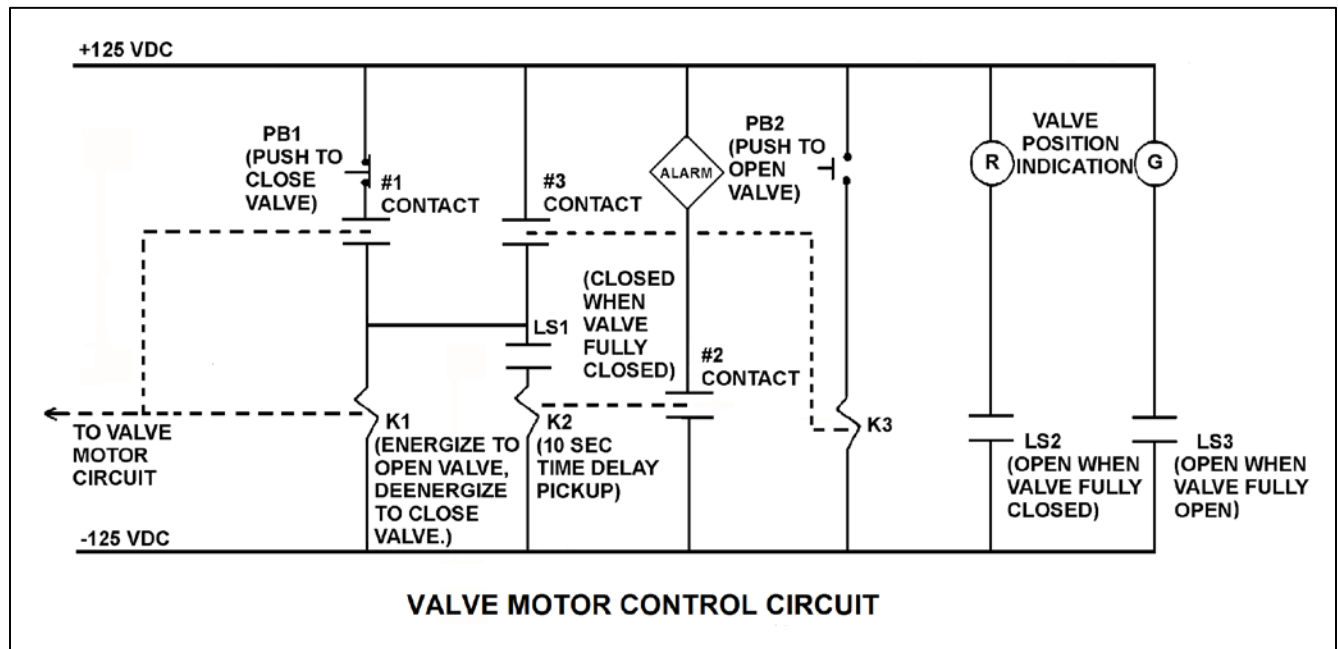 +125 VDC
PB1
(PUSH TO
CLOSE
VALVE)
#1
CONTACT
#3
CONTACT
ALARM
PB2
(PUSH TO
OPEN
VALVE)
R
VALVE
POSITION
INDICATION
G
(CLOSED
WHEN
VALVE
FULLY
CLOSED)
LS1
#2
CONTACT
TO VALVE
MOTOR
CIRCUIT
K1
(ENERGIZE TO
OPEN VALVE,
DEENERGIZE
TO CLOSE
VALVE.)
K2
(10 SEC
TIME DELAY
PICKUP)
K3
LS2
(OPEN WHEN
VALVE FULLY
CLOSED)
LS3
(OPEN WHEN
VALVE FULLY
OPEN)
-125 VDC
VALVE MOTOR CONTROL CIRCUIT